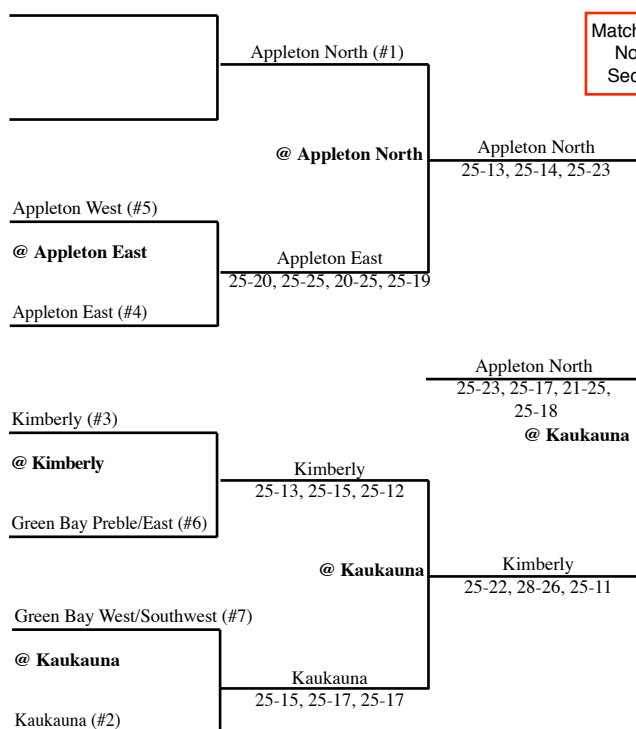 Appleton North (#1)
@ Appleton North
Appleton North
25-13, 25-14, 25-23
Appleton West (#5)
@ Appleton East
Appleton East
25-20, 25-25, 20-25, 25-19
Appleton East (#4)
Appleton North
25-23, 25-17, 21-25,
25-18
@ Kaukauna
Kimberly (#3)
@ Kimberly
Kimberly
25-13, 25-15, 25-12
Green Bay Preble/East (#6)
@ Kaukauna
Kimberly
25-22, 28-26, 25-11
Green Bay West/Southwest (#7)
@ Kaukauna
Kaukauna
25-15, 25-17, 25-17
Kaukauna (#2)
Match